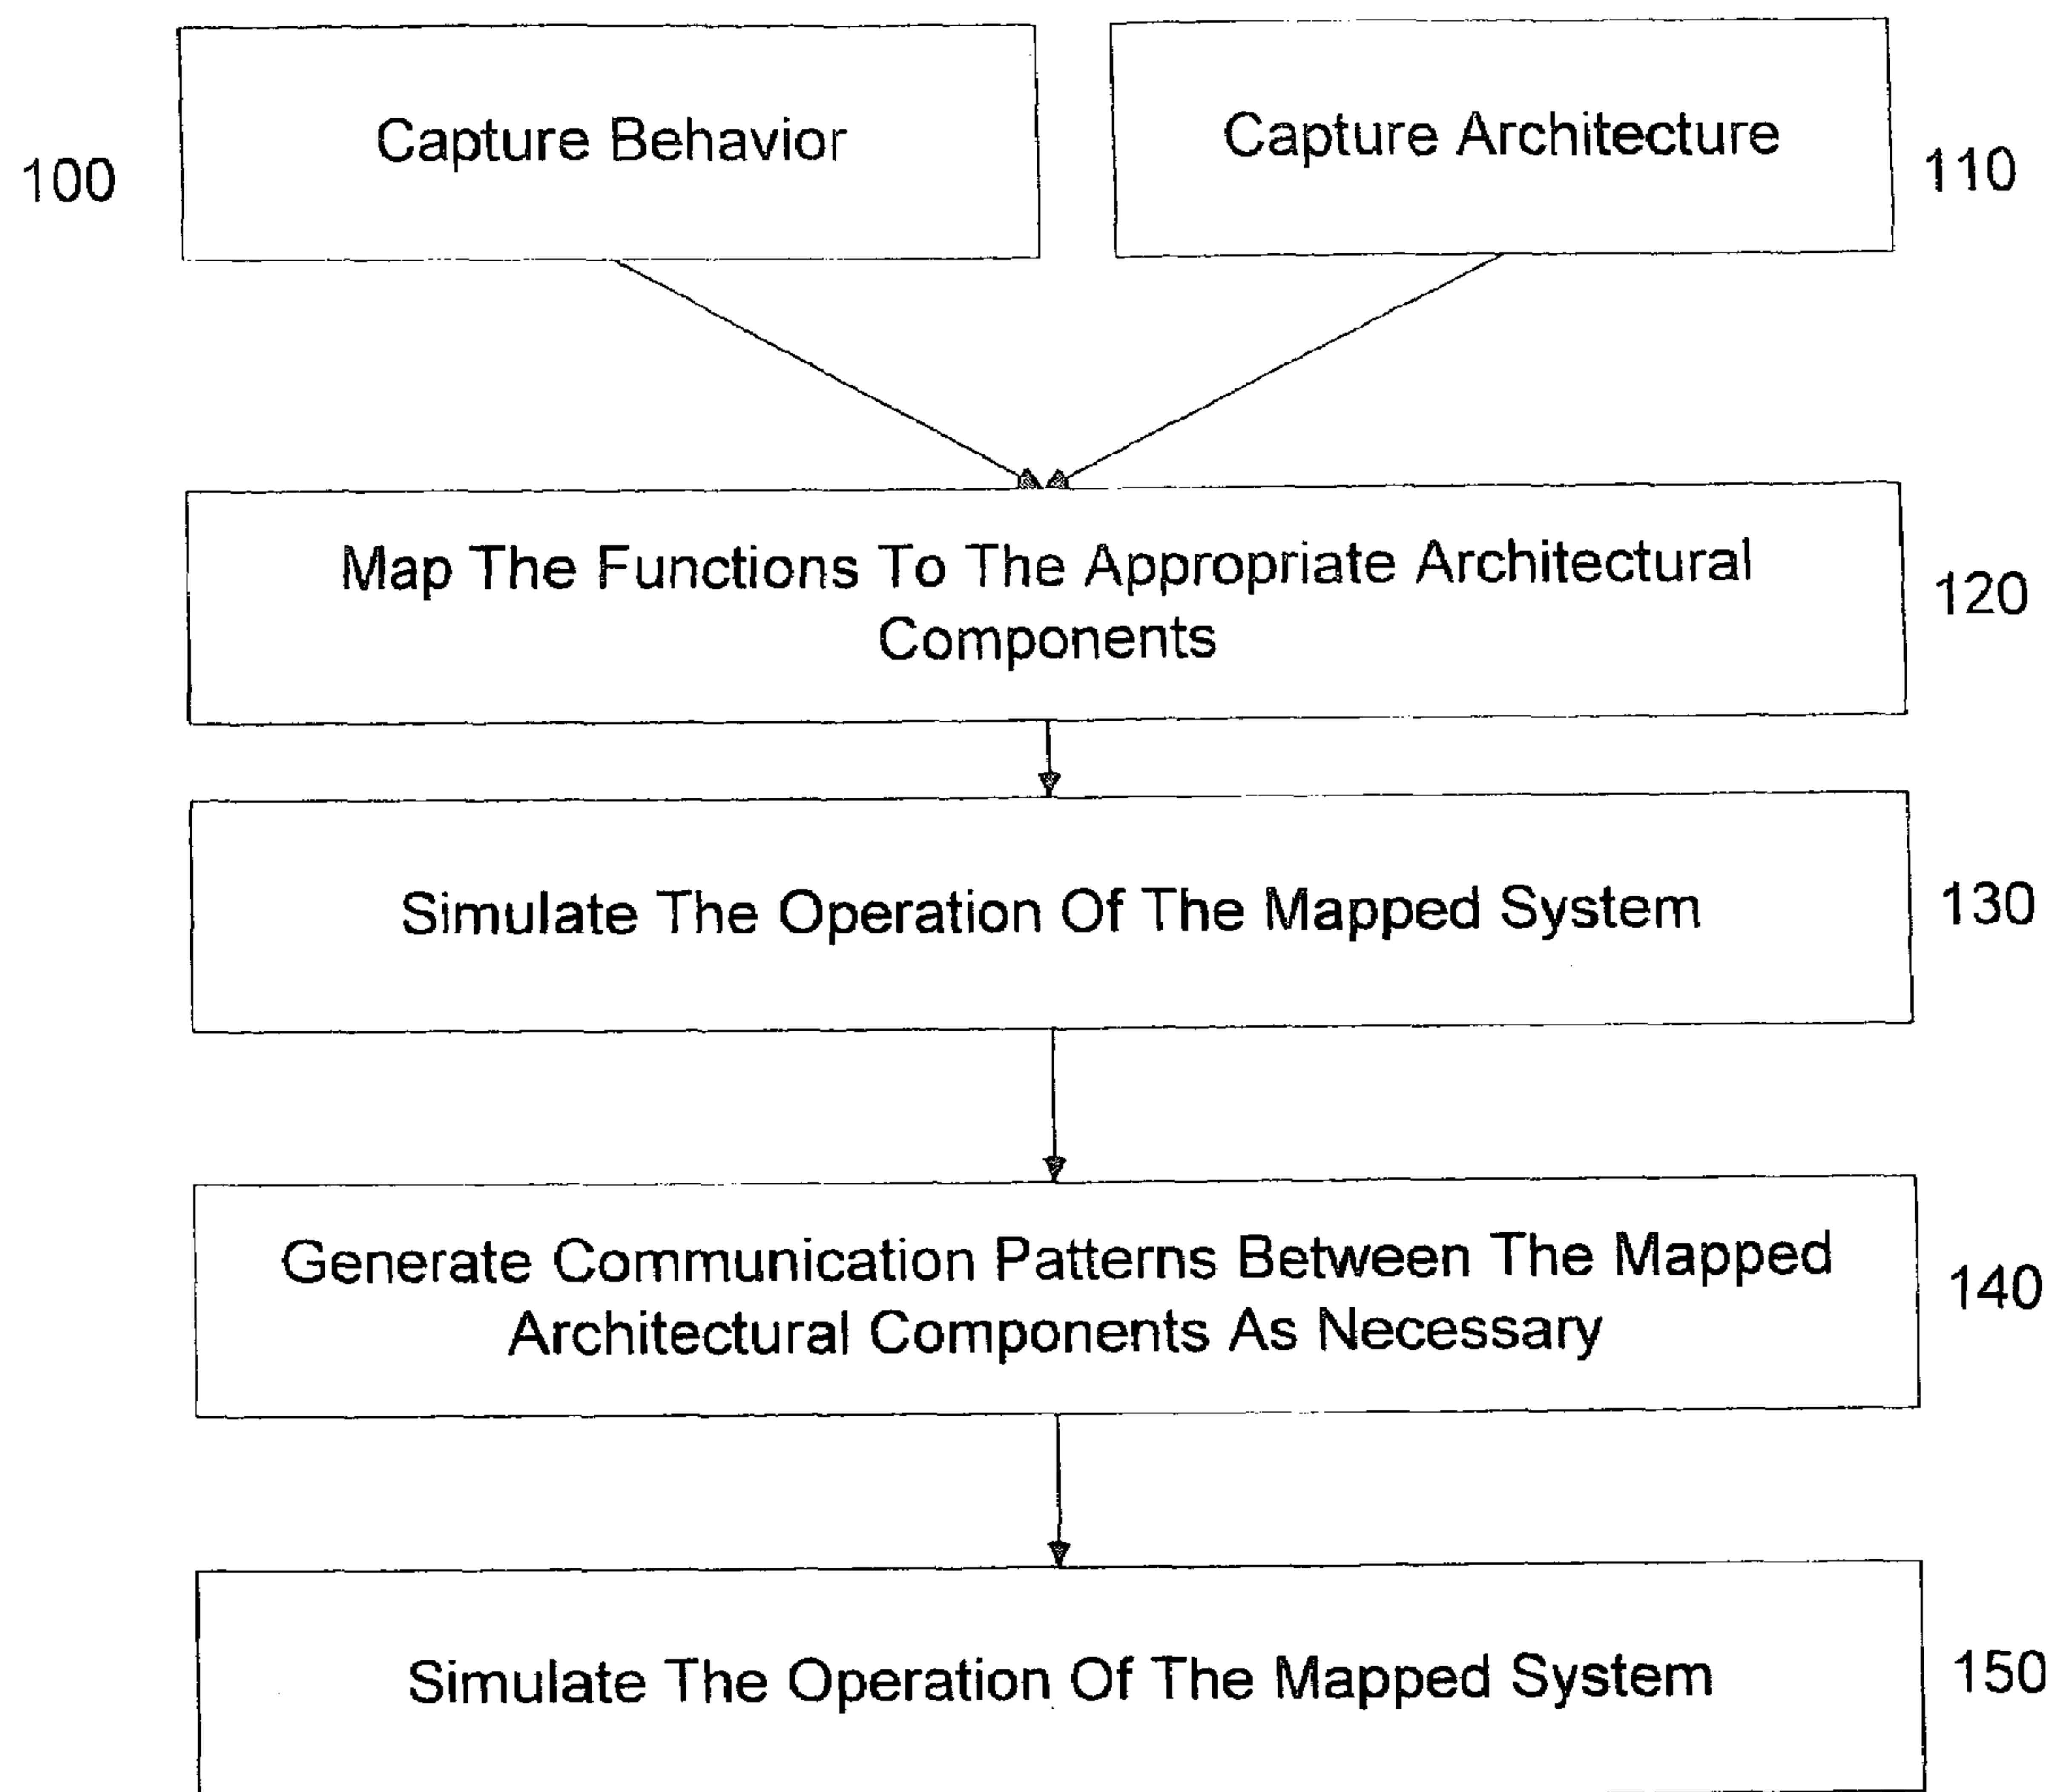 Capture Behavior
Capture Architecture
100
110
Map The Functions To The Appropriate Architectural
Components
120
Simulate The Operation Of The Mapped System
130
Generate Communication Patterns Between The Mapped
Architectural Components As Necessary
140
Simulate The Operation Of The Mapped System
150